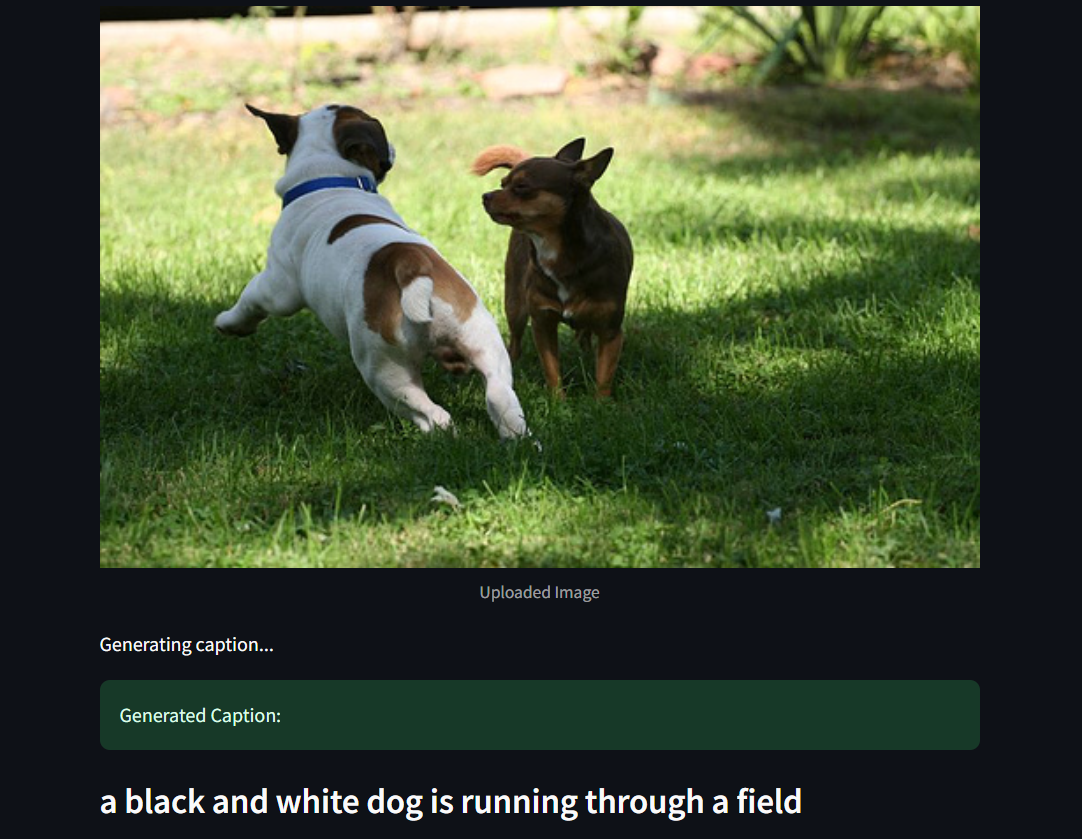 Uploaded Image
Generating caption...
Generated Caption:
a black and white dog is running through a field